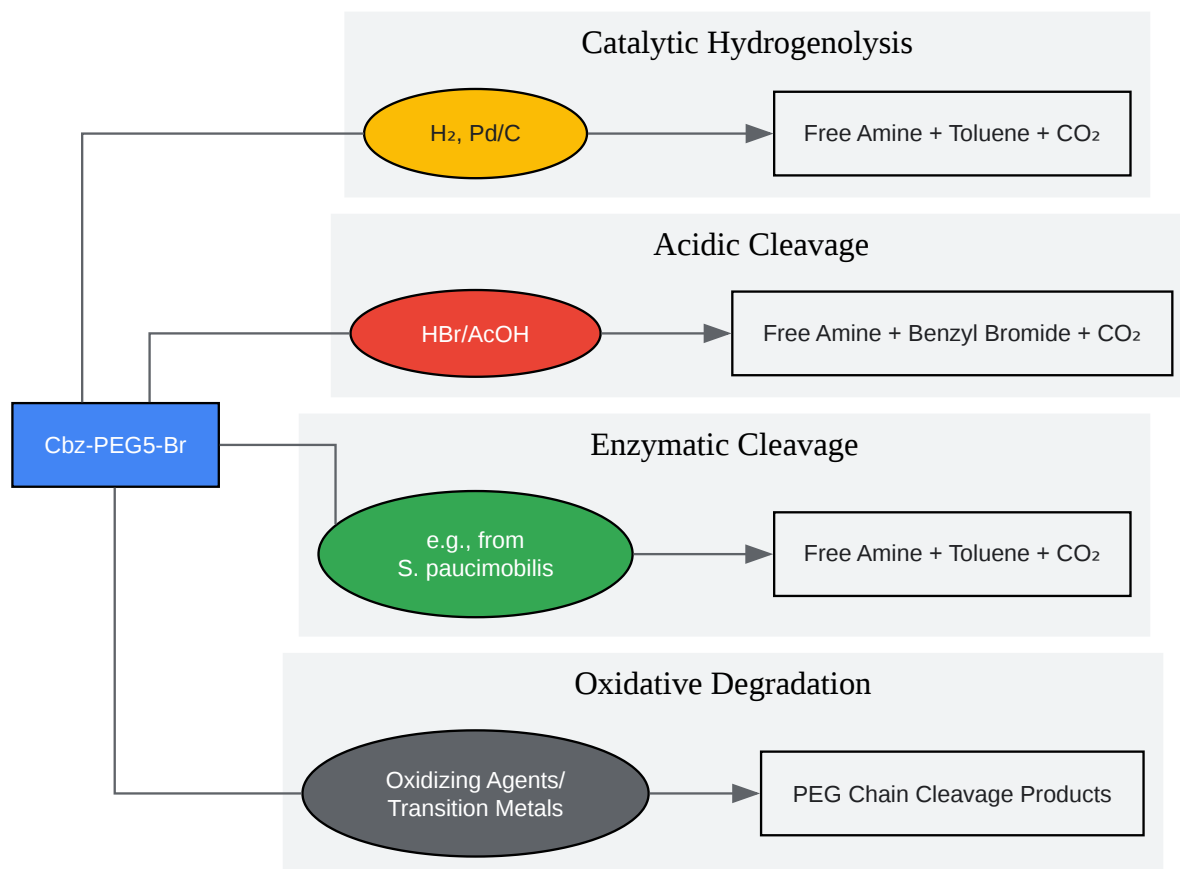 Catalytic Hydrogenolysis
H₂, Pd/C
Free Amine + Toluene + CO₂
Acidic Cleavage
HBr/AcOH
Free Amine + Benzyl Bromide + CO₂
Cbz-PEG5-Br
Enzymatic Cleavage
e.g., from
S. paucimobilis
Free Amine + Toluene + CO₂
Oxidative Degradation
Oxidizing Agents/
Transition Metals
PEG Chain Cleavage Products